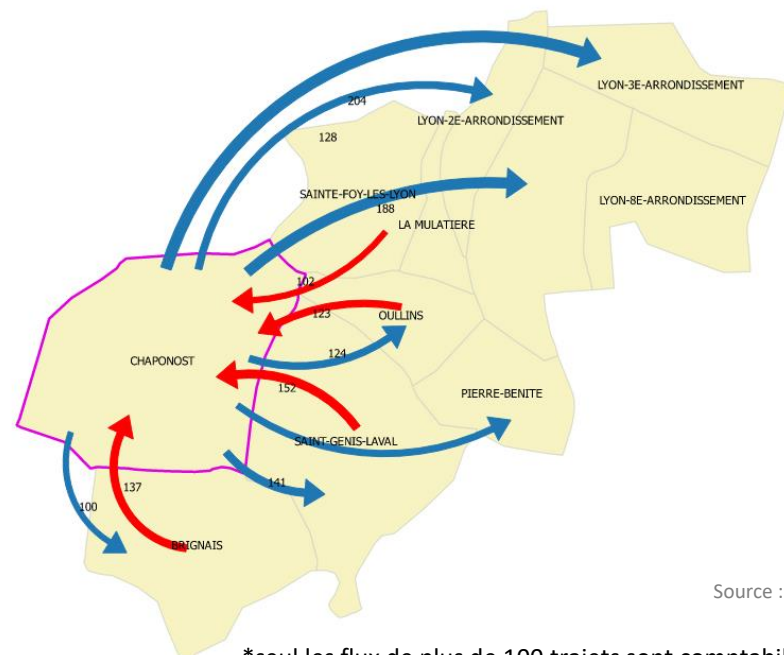 LYON-3E-ARRONDISSEMENT
204
LYON-2E-ARRONDISSEMENT
128
SAINTE-FOY-LES-LYON
LYON-8E-ARRONDISSEMENT
188
LA MULATIERE
102
123
OULLINS
124
CHAPONOST
152
PIERRE-BENITE
SAINT-GENIS-LAVAL
141
137
100
BRIGNAIS
Source :